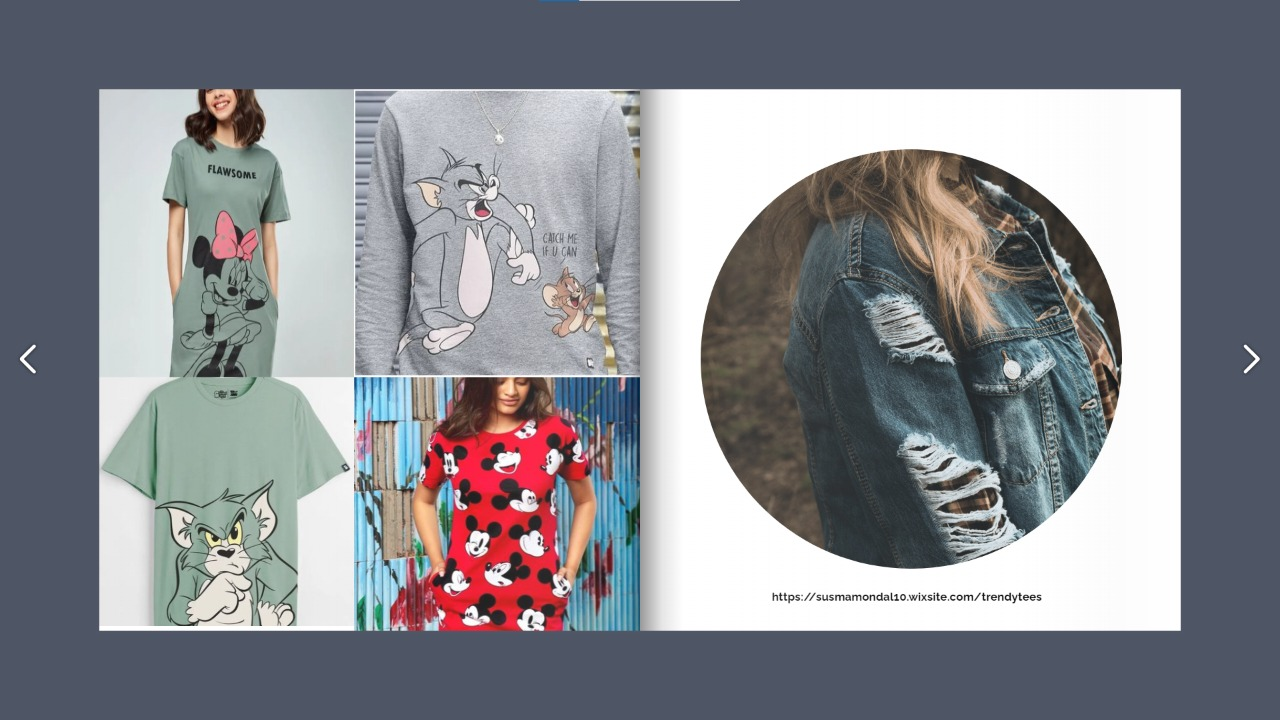 FLAWSOME
CATCH ME
IF U CAN
https://susmamondal10.wixsite.com/trendytees